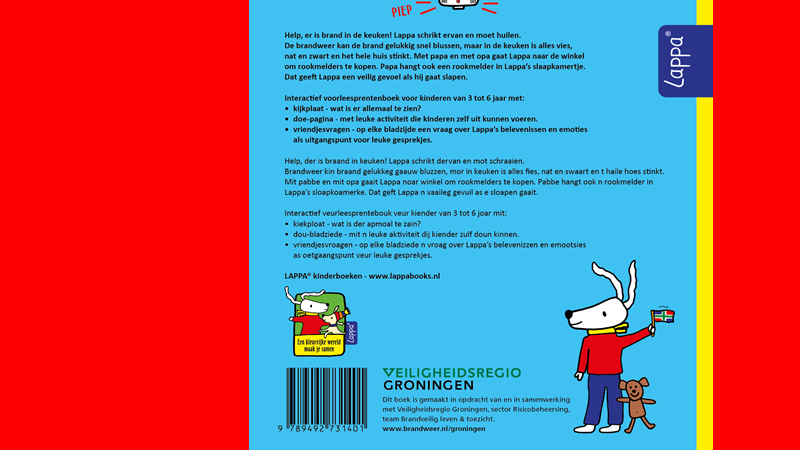 PIEP
Help, er is brand in de keuken! Lappa schrikt ervan en moet huilen.
De brandweer kan de brand gelukkig snel blussen, maar in de keuken is alles vies,
nat en zwart en het hele huis stinkt. Met papa en met opa gaat Lappa naar de winkel
om rookmelders te kopen. Papa hangt ook een rookmelder in Lappa's slaapkamertje.
Dat geeft Lappa een veilig gevoel als hij gaat slapen.
Interactief voorleesprentenboek voor kinderen van 3 tot 6 jaar met:
• kijkplaat - wat is er allemaal te zien?
• doe-pagina - met leuke activiteit die kinderen zelf uit kunnen voeren.
• vriendjesvragen - op elke bladzijde een vraag over Lappa's belevenissen en emoties
als uitgangspunt voor leuke gesprekjes.
Help, der is braand in keuken! Lappa schrikt dervan en mot schraaien.
Brandweer kin braand gelukkeg gaauw bluzzen, mor in keuken is alles fies, nat en swaart en t haile hoes stinkt.
Mit pabbe en mit opa gaait Lappa noar winkel om rookmelders te kopen. Pabbe hangt ook n rookmelder in
Lappa's sloapkoamerke. Dat geft Lappa n vaaileg gevuil as e sloapen gaait.
Interactief veurleesprentebouk veur kiender van 3 tot 6 joar mit:
• kiekploat - wat is der apmoal te zain?
• dou-bladziede - mit n leuke aktiviteit dij kiender zulf doun kinnen.
• vriendjesvroagen - op elke bladziede n vroag over Lappa's belevenizzen en emootsies
as oetgaangspunt veur leuke gesprekjes.
LAPPA® kinderboeken - www.lappabooks.nl
Lappa®
Een kleurrijke wereld
maak je samen
Lappa®
9 789492 731401
VEILIGHEIDSREGIO
GRONINGEN
Dit boek is gemaakt in opdracht van en in samenwerking
met Veiligheidsregio Groningen, sector Risicobeheersing,
team Brandveilig leven & toezicht.
www.brandweer.nl/groningen